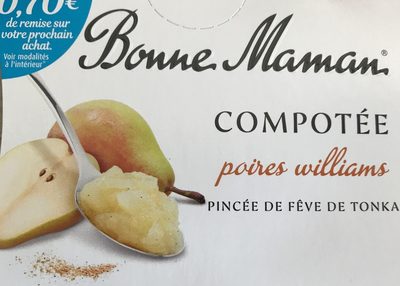 0,70€
de remise sur
votre prochain
achat.
Voir modalités
à l'intérieur*
Bonne Maman®
COMPOTÉE
poires williams
PINCÉE DE FÊVE DE TONKA